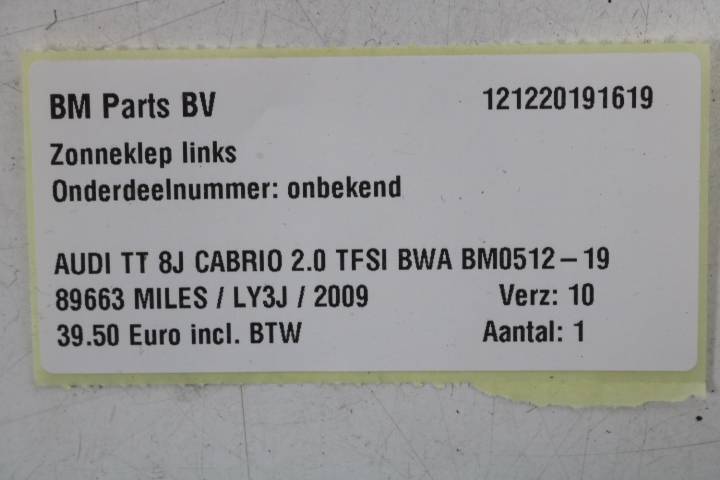 BM Parts BV 121220191619
Zonneklep links
Onderdeelnummer: onbekend
AUDI TT 8J CABRIO 2.0 TFSI BWA BM0512-19
89663 MILES / LY3J / 2009 Verz: 10
39.50 Euro incl. BTW Aantal: 1